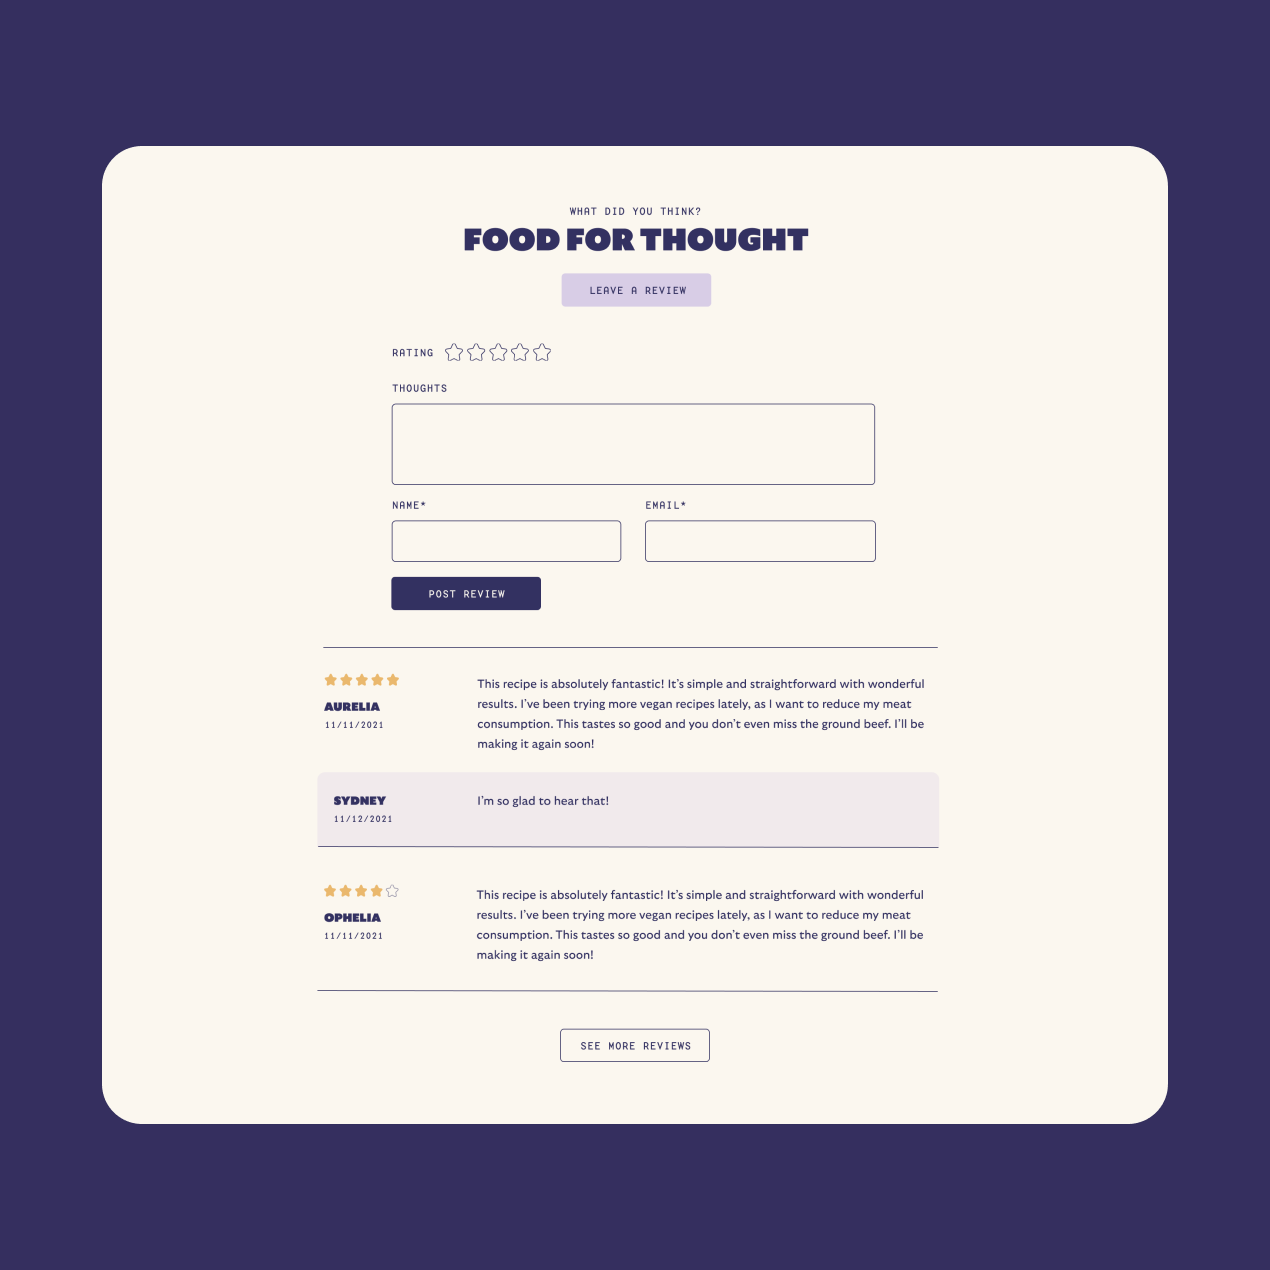 WHAT DID YOU THINK?
FOOD FOR THOUGHT
LEAVE A REVIEW
RATING
THOUGHTS
NAME*
EMAIL*
POST REVIEW
AURELIA
11/11/2021
This recipe is absolutely fantastic! It's simple and straightforward with wonderful
results. I've been trying more vegan recipes lately, as I want to reduce my meat
consumption. This tastes so good and you don't even miss the ground beef. I'll be
making it again soon!
SYDNEY
11/12/2021
I'm so glad to hear that!
OPHELIA
11/11/2021
This recipe is absolutely fantastic! It's simple and straightforward with wonderful
results. I've been trying more vegan recipes lately, as I want to reduce my meat
consumption. This tastes so good and you don't even miss the ground beef. I'll be
making it again soon!
SEE MORE REVIEWS